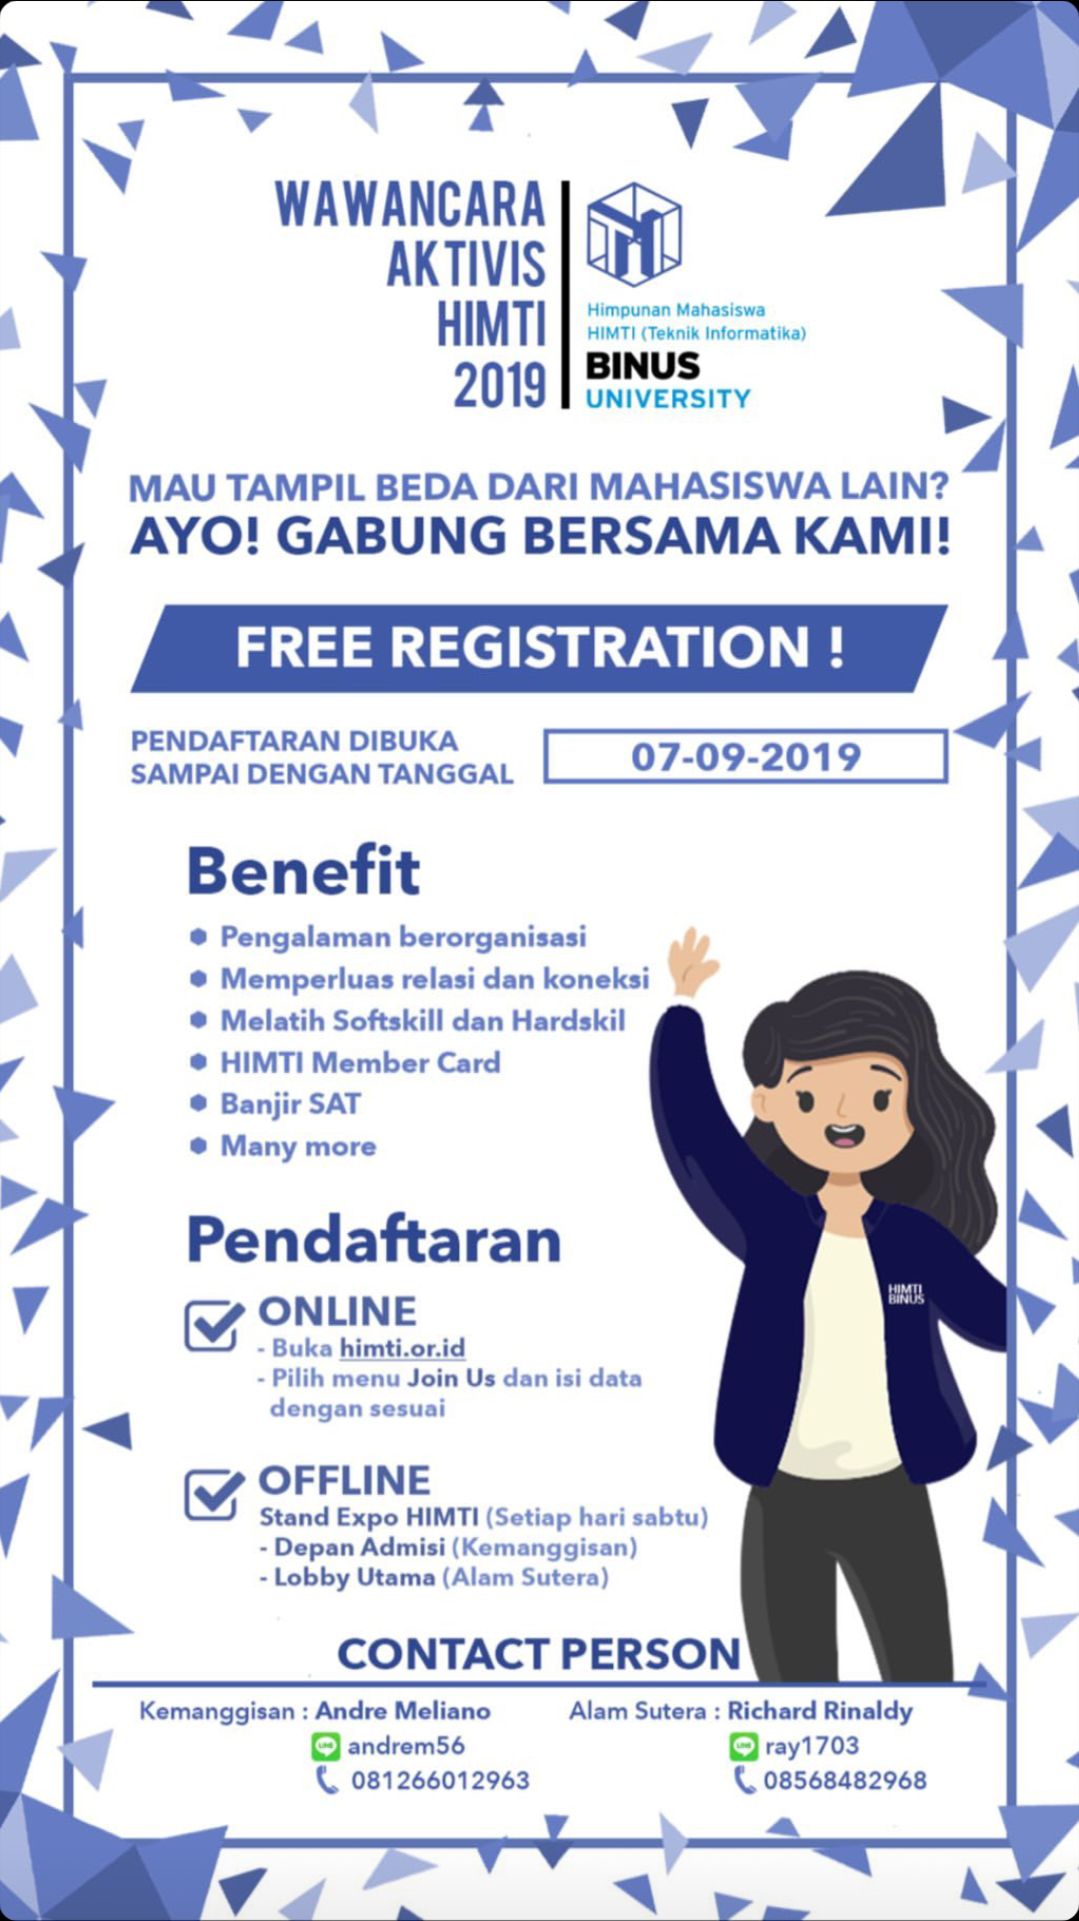 WAWANCARA
AKTIVIS
HIMTI
2019
Himpunan Mahasiswa
HIMTI (Teknik Informatika)
BINUS
UNIVERSITY
MAU TAMPIL BEDA DARI MAHASISWA LAIN?
AYO! GABUNG BERSAMA KAMI!
FREE REGISTRATION !
PENDAFTARAN DIBUKA
SAMPAI DENGAN TANGGAL
07-09-2019
Benefit
Pengalaman berorganisasi
Memperluas relasi dan koneksi
Melatih Softskill dan Hardskil
HIMTI Member Card
Banjir SAT
Many more
Pendaftaran
ONLINE
- Buka himti.or.id
- Pilih menu Join Us dan isi data
dengan sesuai
OFFLINE
Stand Expo HIMTI (Setiap hari sabtu)
- Depan Admisi (Kemanggisan)
- Lobby Utama (Alam Sutera)
HIMTI
BINUS
CONTACT PERSON
Kemanggisan : Andre Meliano
LINE andrem56
081266012963
Alam Sutera : Richard Rinaldy
LINE ray1703
08568482968